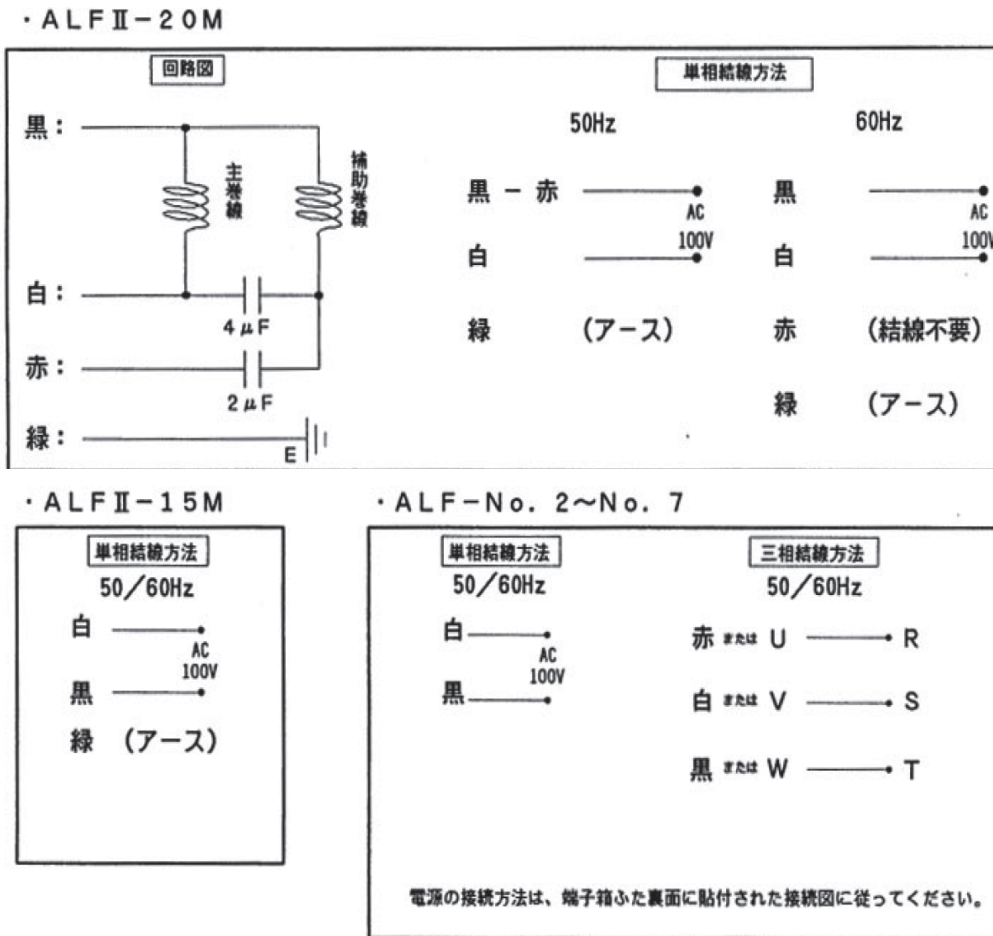 ・ALFⅡ－20M
回路図
単相結線方法
50Hz
60Hz
黒：
主巻線
補助巻線
白：
4μF
赤：
2μF
緑：
E
黒 － 赤
AC
100V
白
緑 (アース)
黒
AC
100V
白
赤 (結線不要)
緑 (アース)
・ALFⅡ－15M
単相結線方法
50／60Hz
白
AC
100V
黒
緑 (アース)
・ALF－No. 2～No. 7
単相結線方法
50／60Hz
白
AC
100V
黒
三相結線方法
50／60Hz
赤 または U R
白 または V S
黒 または W T
電源の接続方法は、端子箱ふた裏面に貼付された接続図に従ってください。